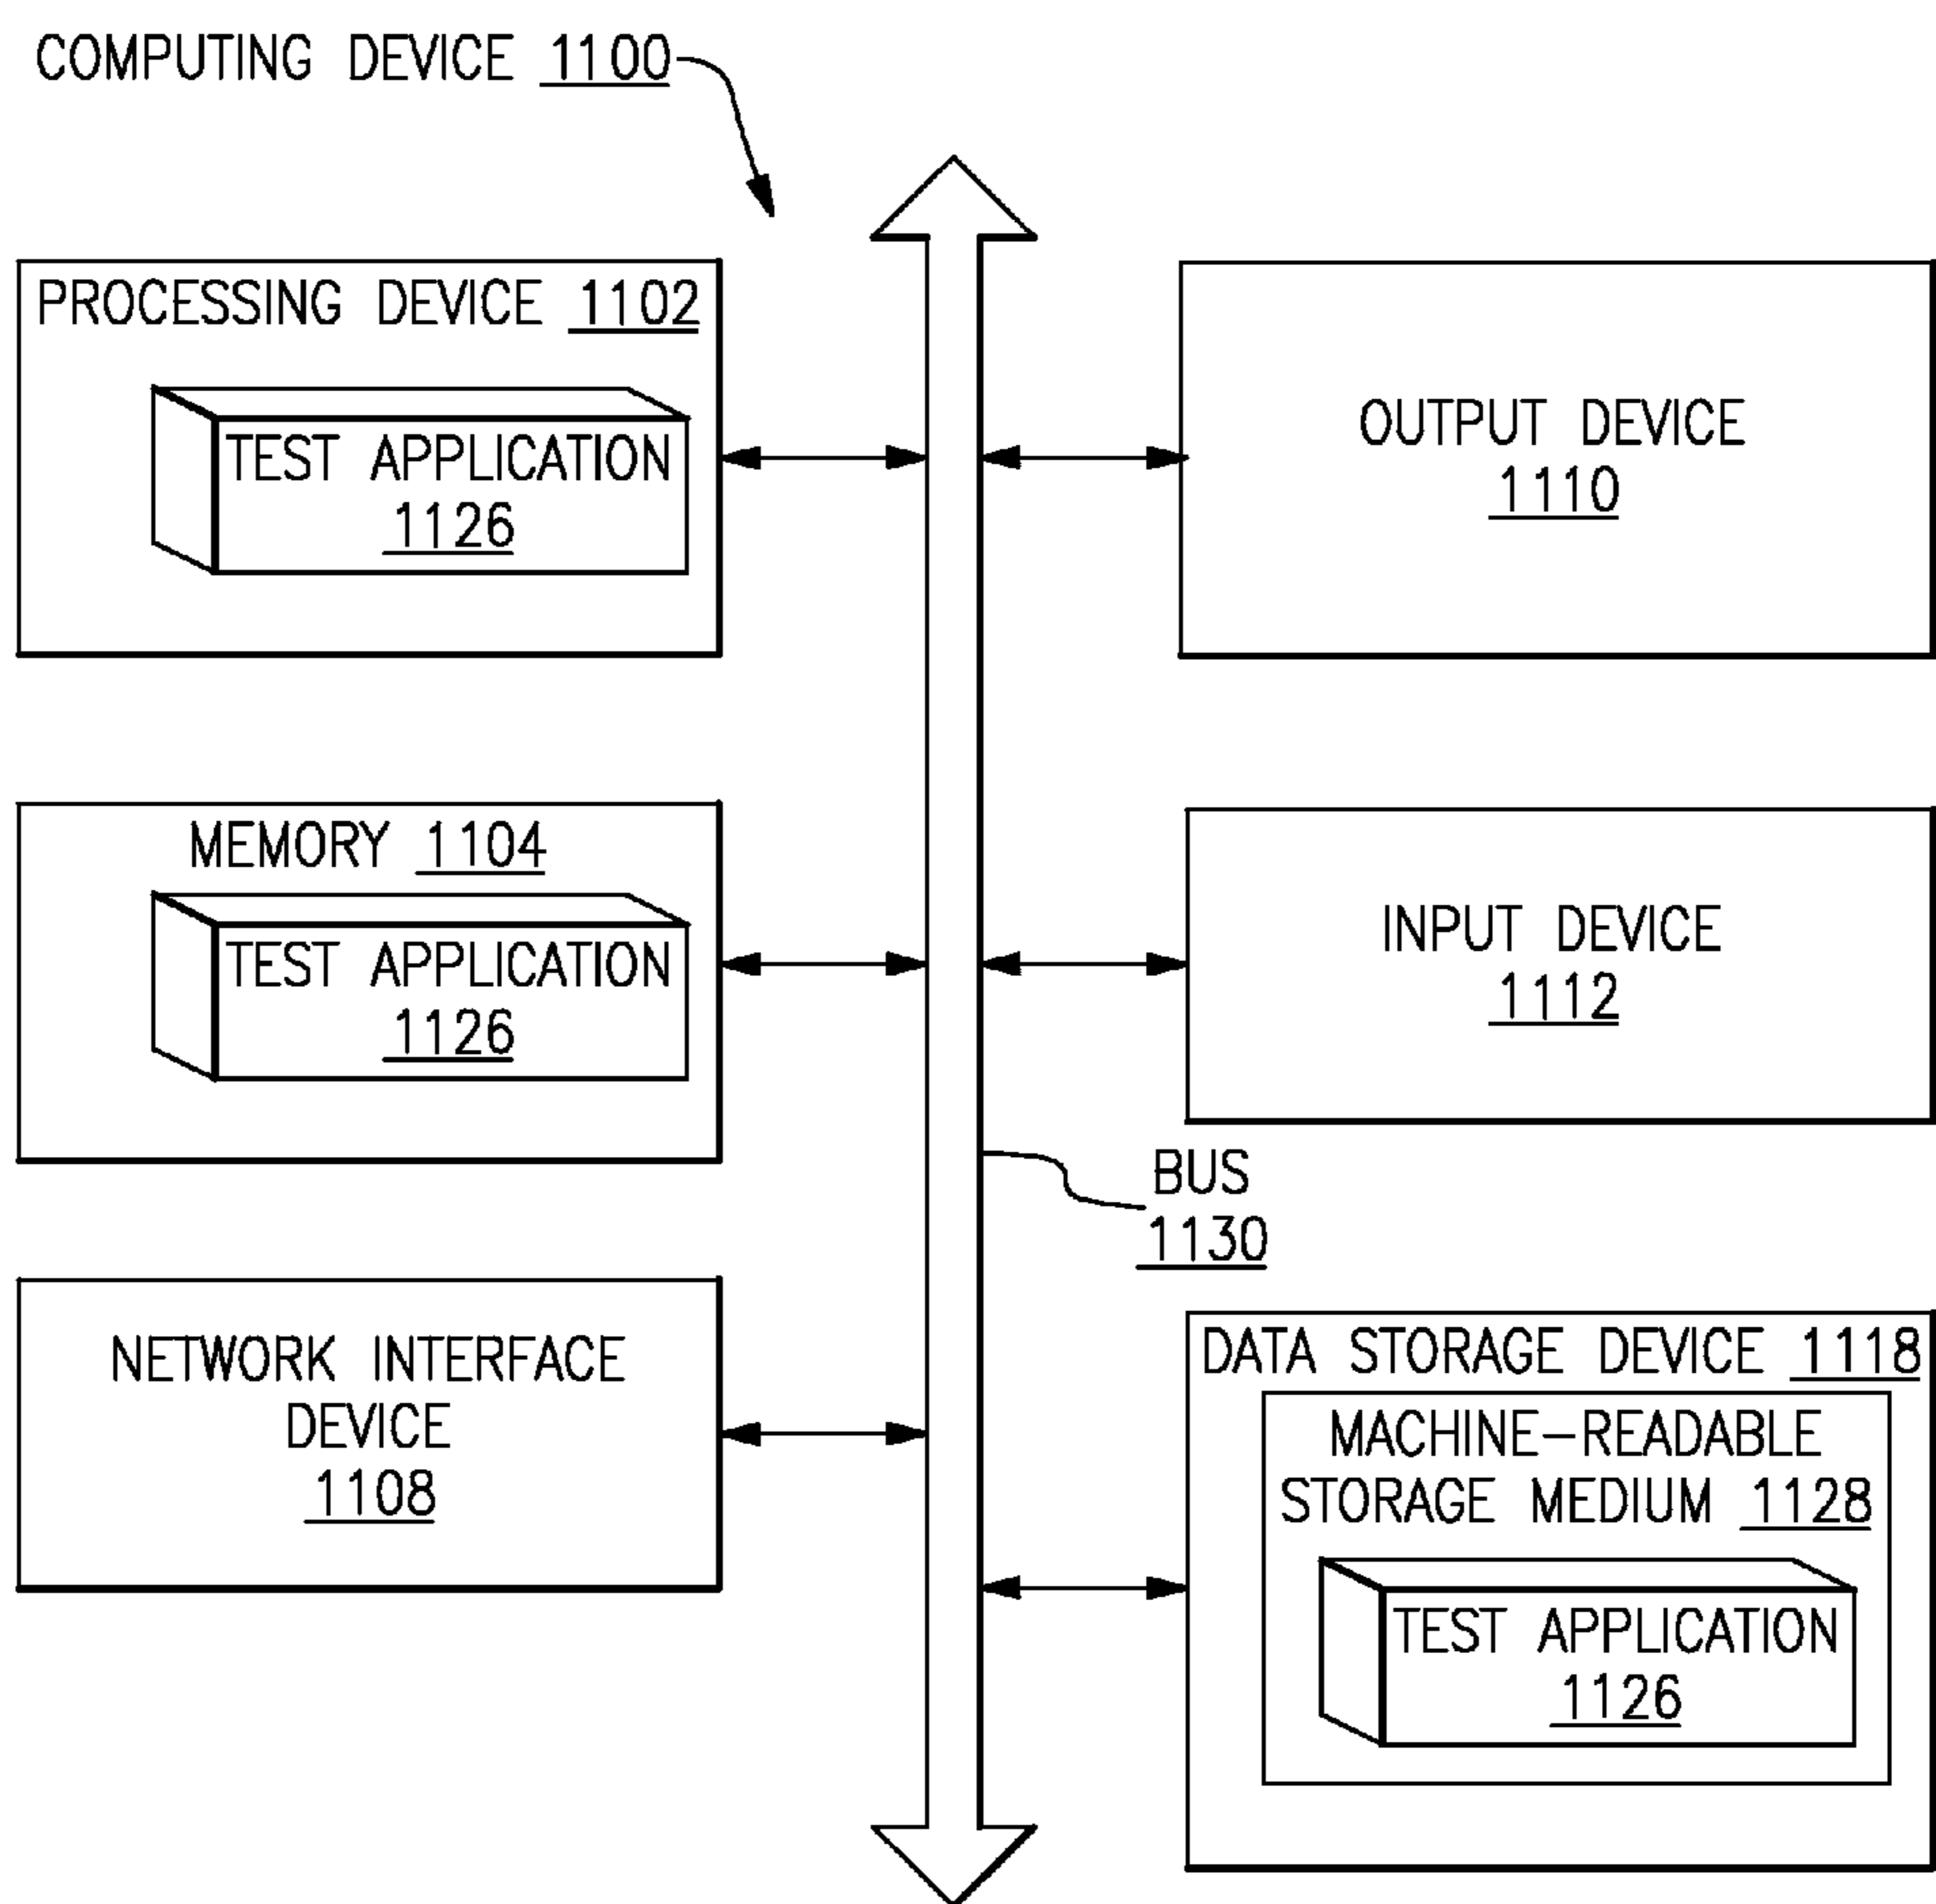 COMPUTING DEVICE 1100
PROCESSING DEVICE 1102
TEST APPLICATION
1126
OUTPUT DEVICE
1110
MEMORY 1104
TEST APPLICATION
1126
INPUT DEVICE
1112
BUS
1130
NETWORK INTERFACE
DEVICE
1108
DATA STORAGE DEVICE 1118
MACHINE-READABLE
STORAGE MEDIUM 1128
TEST APPLICATION
1126